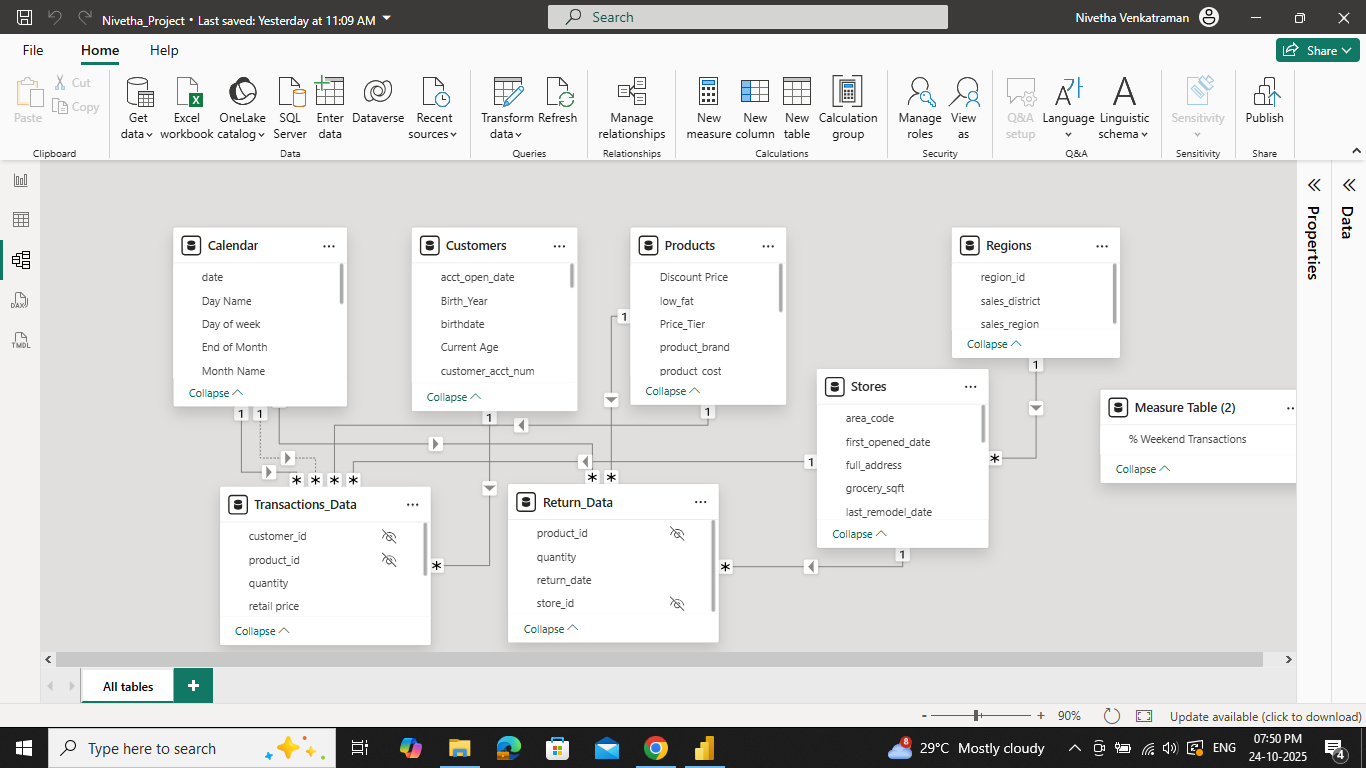 Nivetha_Project • Last saved: Yesterday at 11:09 AM
Search
Nivetha Venkatraman
File
Home
Help
Share
Paste
Cut
Copy
Get data
Excel workbook
OneLake catalog
SQL Server
Enter data
Dataverse
Recent sources
Transform data
Refresh
Manage relationships
New measure
New column
New table
Calculation group
Manage roles
View as
Q&A setup
Language
Linguistic schema
Sensitivity
Publish
Clipboard
Data
Queries
Relationships
Calculations
Security
Q&A
Sensitivity
Share
DAX
TMDL
Calendar
date
Day Name
Day of week
End of Month
Month Name
Collapse
1
1
Customers
acct_open_date
Birth_Year
birthdate
Current Age
customer_acct_num
Collapse
1
Products
Discount Price
low_fat
Price_Tier
product_brand
product_cost
Collapse
1
1
Regions
region_id
sales_district
sales_region
Collapse
1
Stores
area_code
first_opened_date
full_address
grocery_sqft
last_remodel_date
Collapse
1
1
Measure Table (2)
% Weekend Transactions
Collapse
* * * *
Transactions_Data
customer_id
product_id
quantity
retail price
Collapse
*
* *
Return_Data
product_id
quantity
return_date
store_id
Collapse
*
*
Properties
Data
All tables
+
- + 90%
Update available (click to download)
Type here to search
8
29°C Mostly cloudy
ENG
07:50 PM
24-10-2025
4